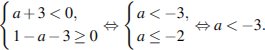 { a + 3 < 0, 1 − a − 3 ≥ 0 ⇔ { a < −3, a ≤ −2 ⇔ a < −3.